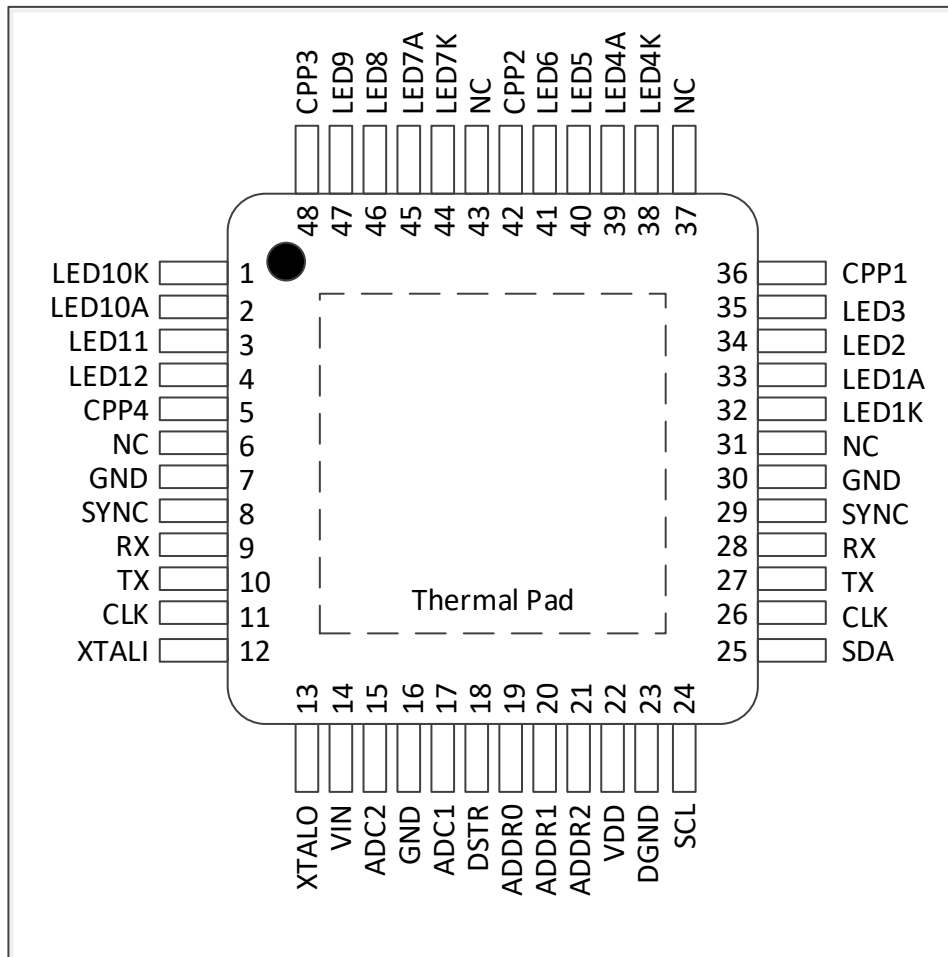 CPP3 LED9 LED8 LED7A LED7K NC CPP2 LED6 LED5 LED4A LED4K NC
48 47 46 45 44 43 42 41 40 39 38 37
LED10K 1 36 CPP1
LED10A 2 35 LED3
LED11 3 34 LED2
LED12 4 33 LED1A
CPP4 5 32 LED1K
NC 6 31 NC
GND 7 30 GND
SYNC 8 29 SYNC
RX 9 28 RX
TX 10 27 TX
Thermal Pad
CLK 11 26 CLK
XTALI 12 25 SDA
13 14 15 16 17 18 19 20 21 22 23 24
XTALO VIN ADC2 GND ADC1 DSTR ADDR0 ADDR1 ADDR2 VDD DGND SCL